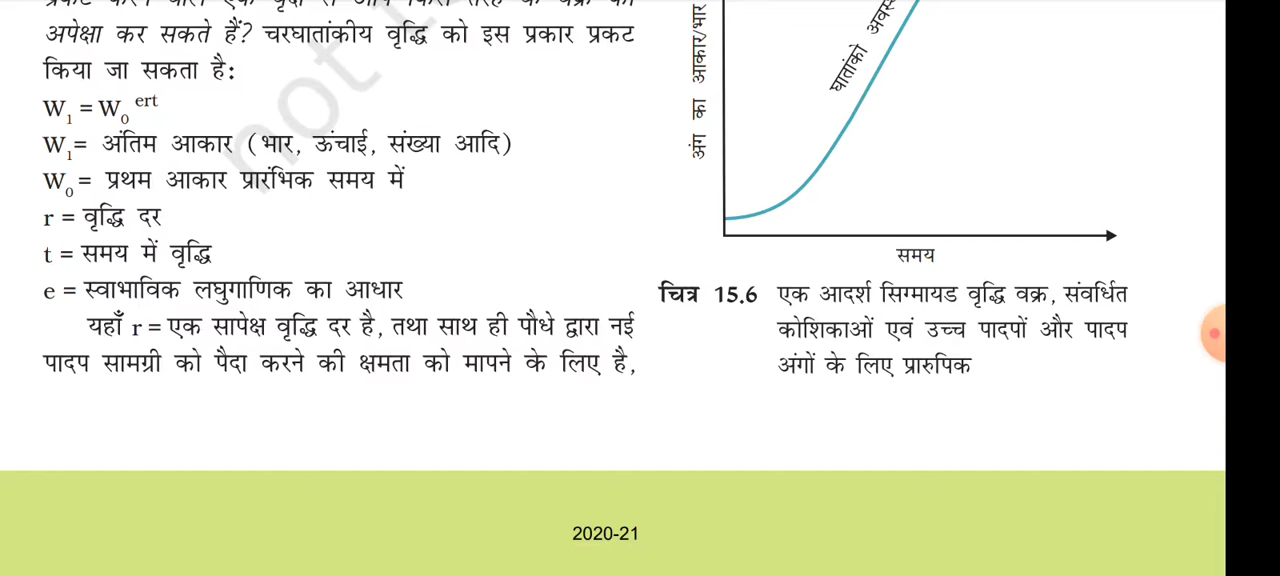 अपेक्षा कर सकते हैं? चरघातांकीय वृद्धि को इस प्रकार प्रकट
किया जा सकता है:
W1 = W0 ert
W1= अंतिम आकार (भार, ऊंचाई, संख्या आदि)
W0 = प्रथम आकार प्रारंभिक समय में
r = वृद्धि दर
t = समय में वृद्धि
e = स्वाभाविक लघुगाणिक का आधार
यहाँ r = एक सापेक्ष वृद्धि दर है, तथा साथ ही पौधे द्वारा नई
पादप सामग्री को पैदा करने की क्षमता को मापने के लिए है,
अंग का आकार/भार
घातांकी
समय
चित्र 15.6 एक आदर्श सिग्मायड वृद्धि वक्र, संवर्धित
कोशिकाओं एवं उच्च पादपों और पादप
अंगों के लिए प्रारुपिक
not
2020-21